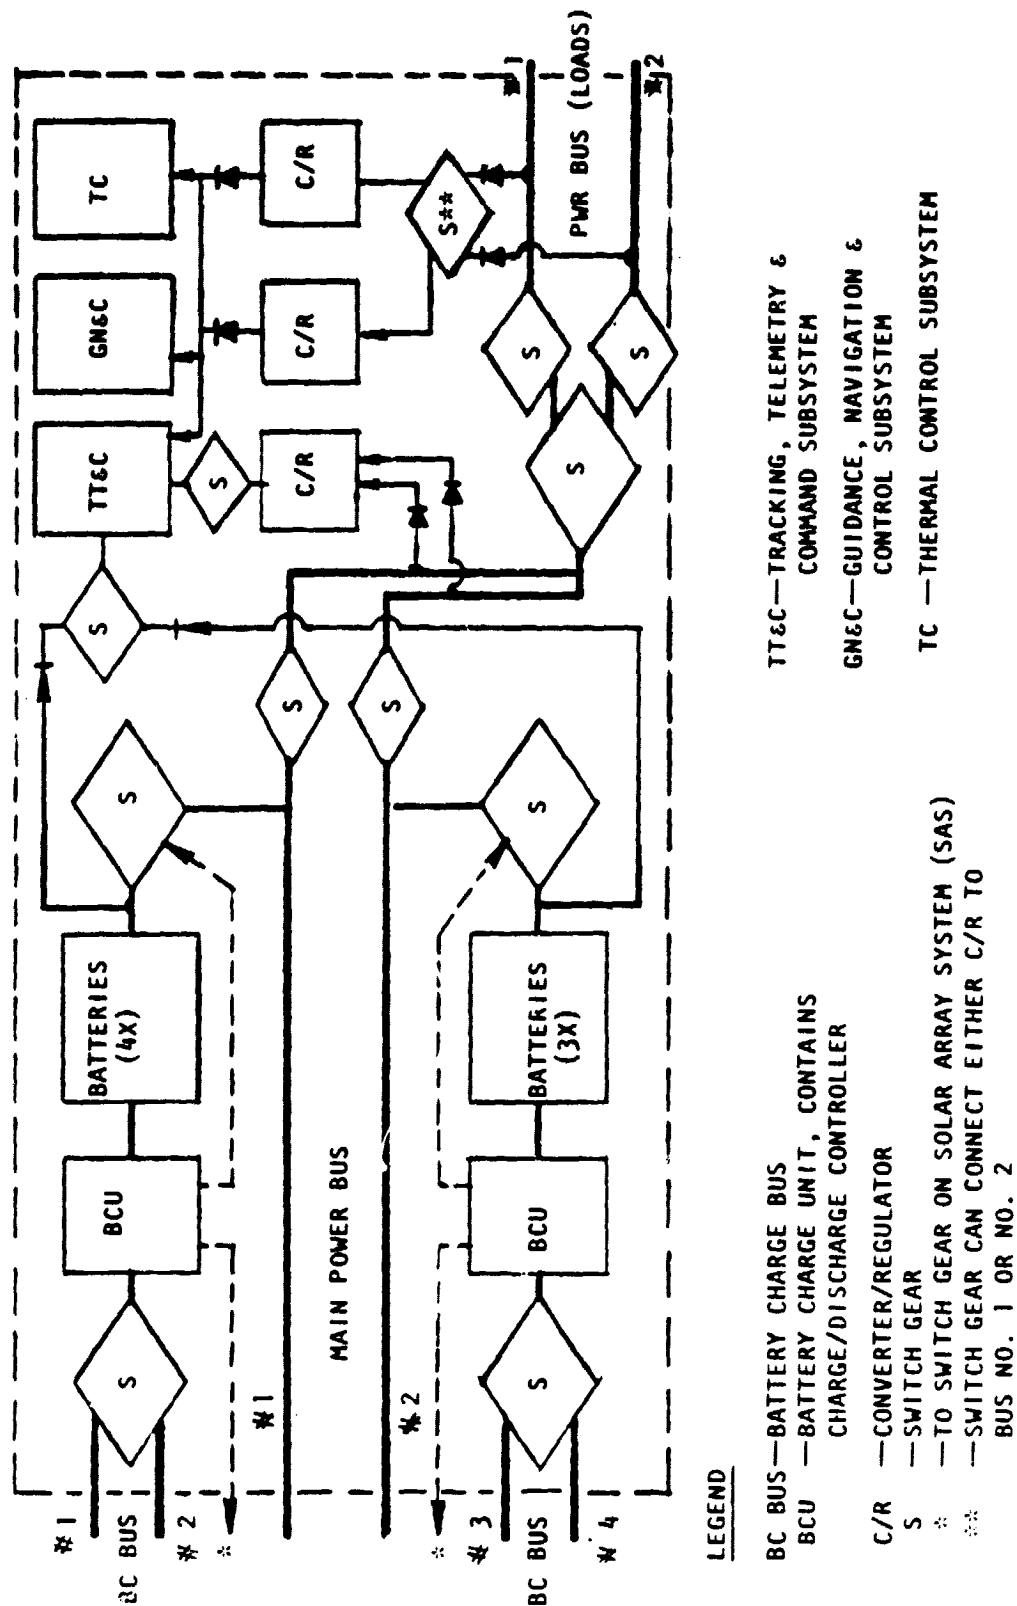 # 1
BC BUS
# 2
*
*
# 3
BC BUS
# 4
S
BCU
BATTERIES
(4X)
S
S
TT&C
GN&C
TC
S
C/R
C/R
C/R
S**
# 1
MAIN POWER BUS
# 2
S
S
S
S
S
# 1
PWR BUS (LOADS)
# 2
S
BCU
BATTERIES
(3X)
S
LEGEND
BC BUS—BATTERY CHARGE BUS
BCU —BATTERY CHARGE UNIT, CONTAINS
CHARGE/DISCHARGE CONTROLLER
C/R —CONVERTER/REGULATOR
S —SWITCH GEAR
* —TO SWITCH GEAR ON SOLAR ARRAY SYSTEM (SAS)
** —SWITCH GEAR CAN CONNECT EITHER C/R TO
BUS NO. 1 OR NO. 2
TT&C—TRACKING, TELEMETRY &
COMMAND SUBSYSTEM
GN&C—GUIDANCE, NAVIGATION &
CONTROL SUBSYSTEM
TC —THERMAL CONTROL SUBSYSTEM